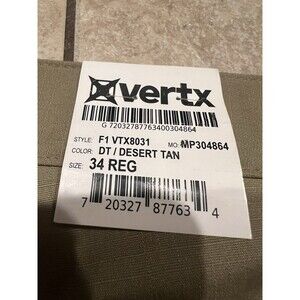 vertx
G 72032787763400304864
STYLE: F1 VTX8031 MO: MP304864
COLOR: DT / DESERT TAN
SIZE: 34 REG
7 20327 87763 4